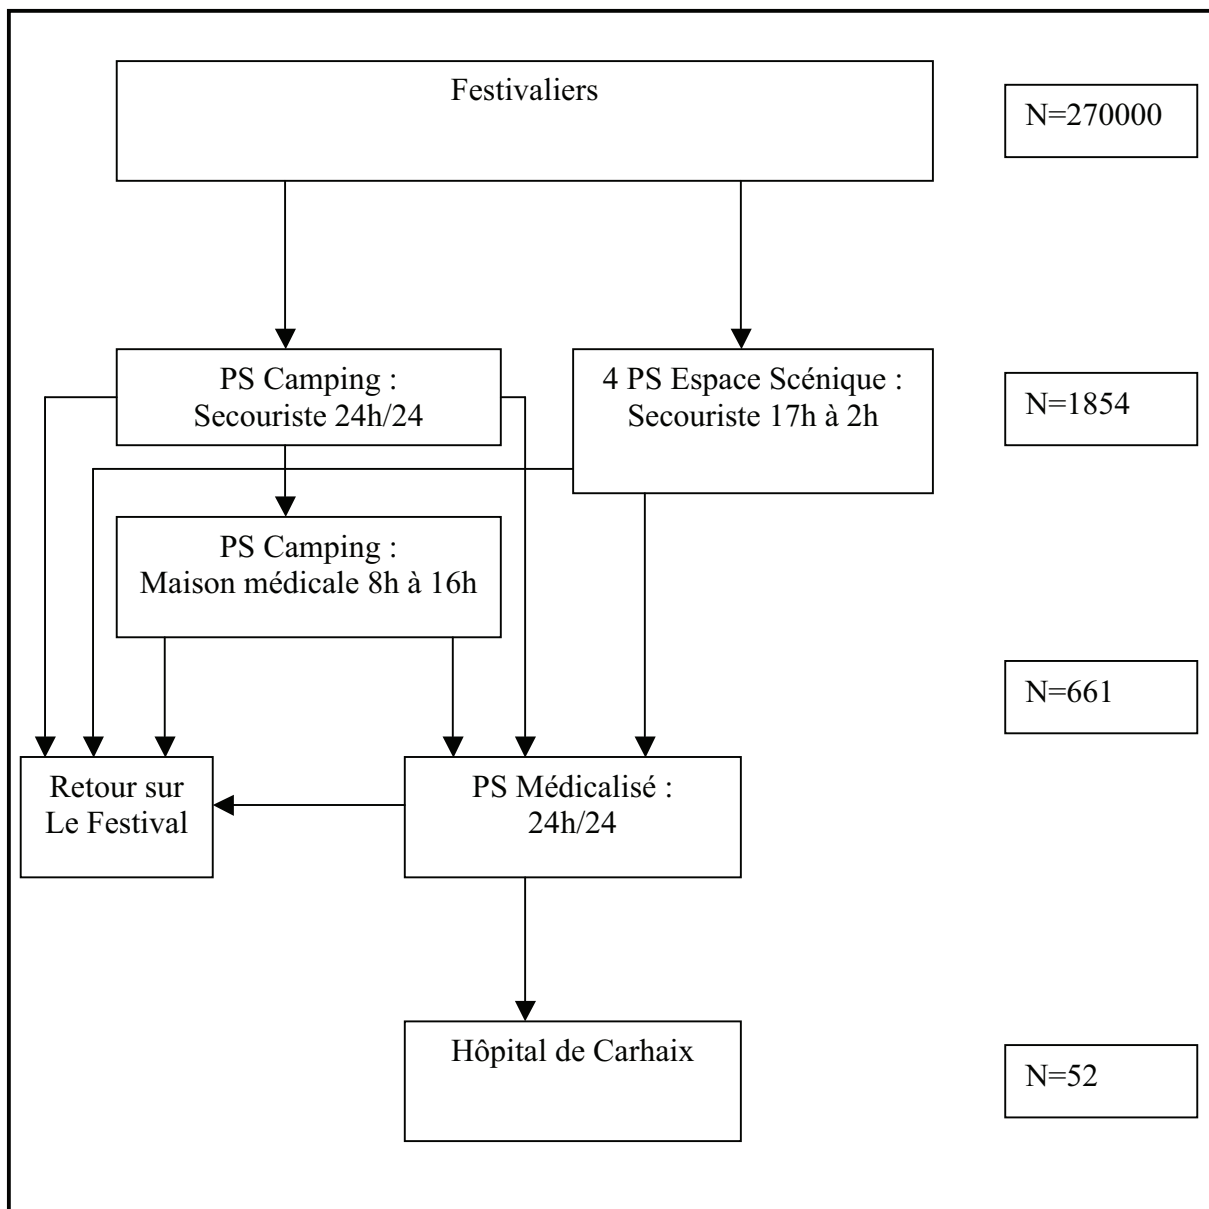 Festivaliers
N=270000
PS Camping :
Secouriste 24h/24
4 PS Espace Scénique :
Secouriste 17h à 2h
N=1854
PS Camping :
Maison médicale 8h à 16h
N=661
Retour sur
Le Festival
PS Médicalisé :
24h/24
Hôpital de Carhaix
N=52